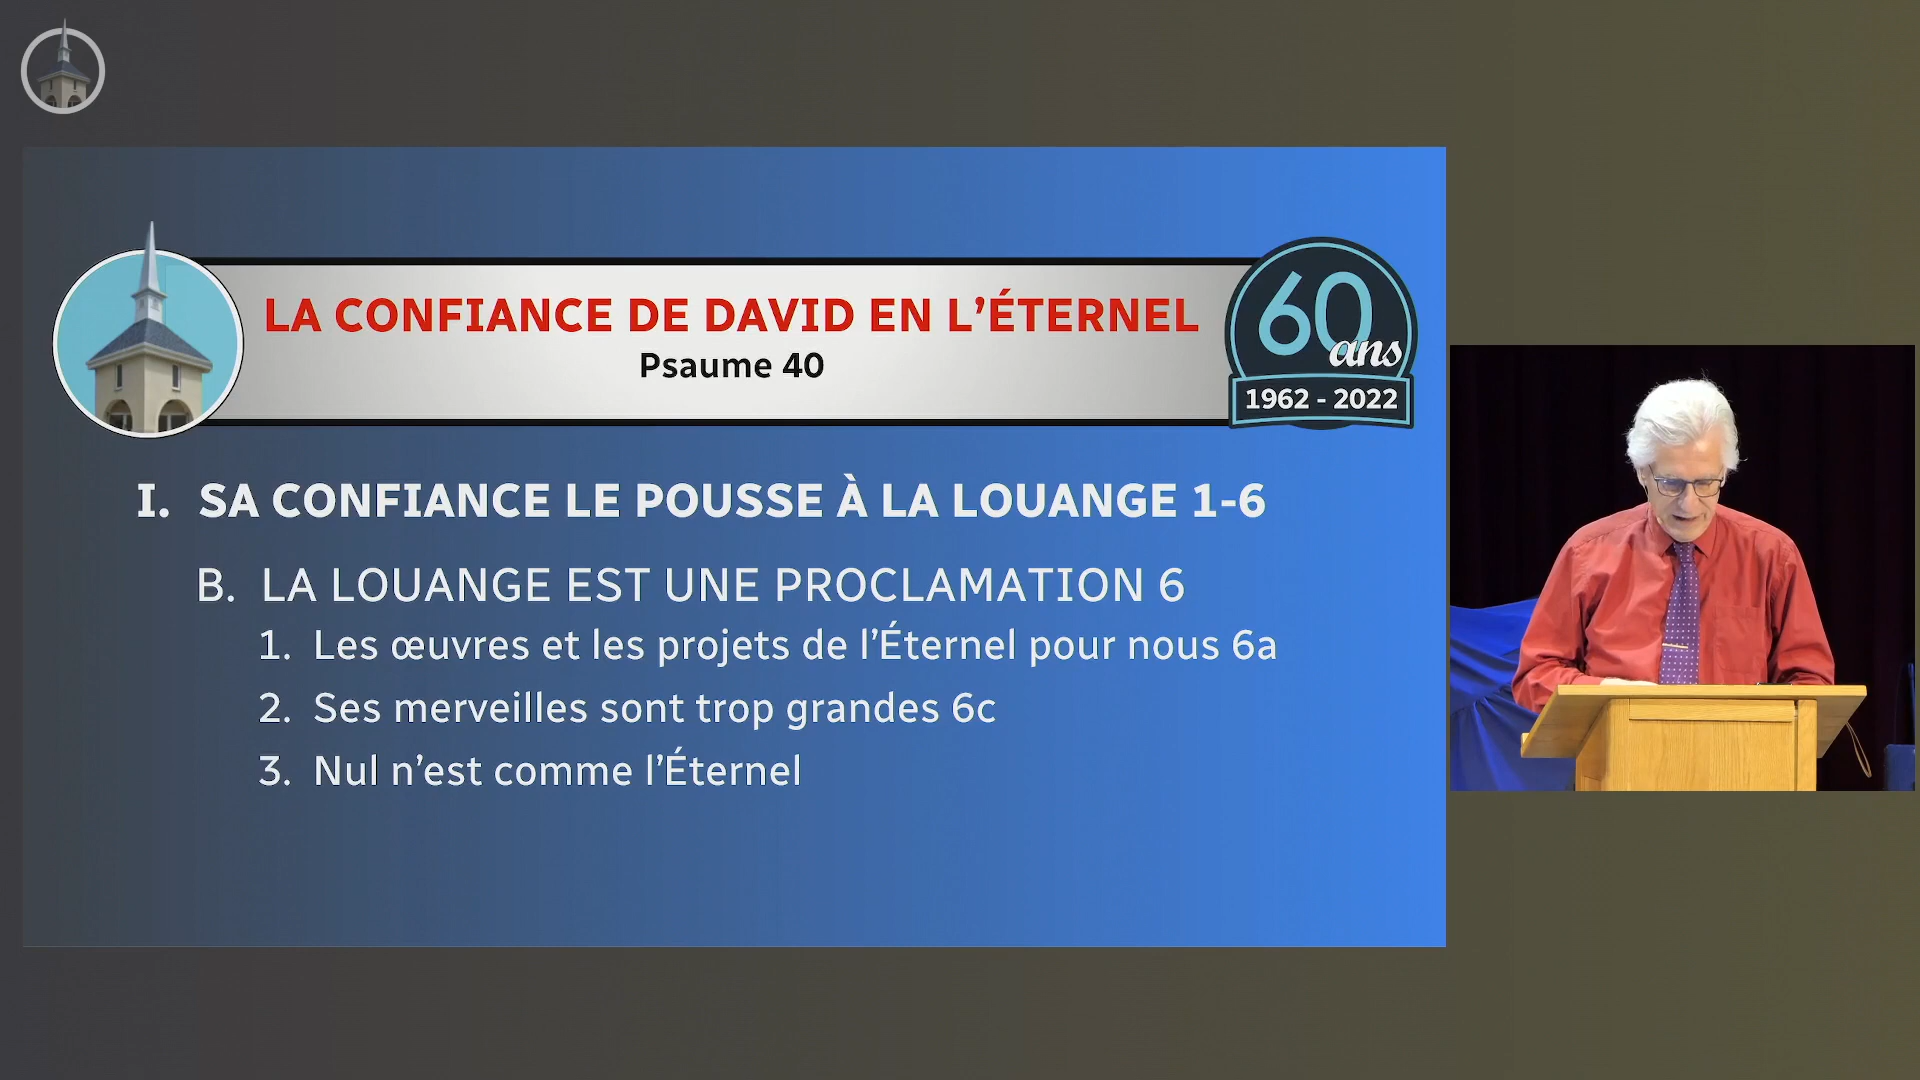 LA CONFIANCE DE DAVID EN L’ÉTERNEL
Psaume 40
60
ans
1962 - 2022
I. SA CONFIANCE LE POUSSE À LA LOUANGE 1-6
B. LA LOUANGE EST UNE PROCLAMATION 6
1. Les œuvres et les projets de l’Éternel pour nous 6a
2. Ses merveilles sont trop grandes 6c
3. Nul n’est comme l’Éternel